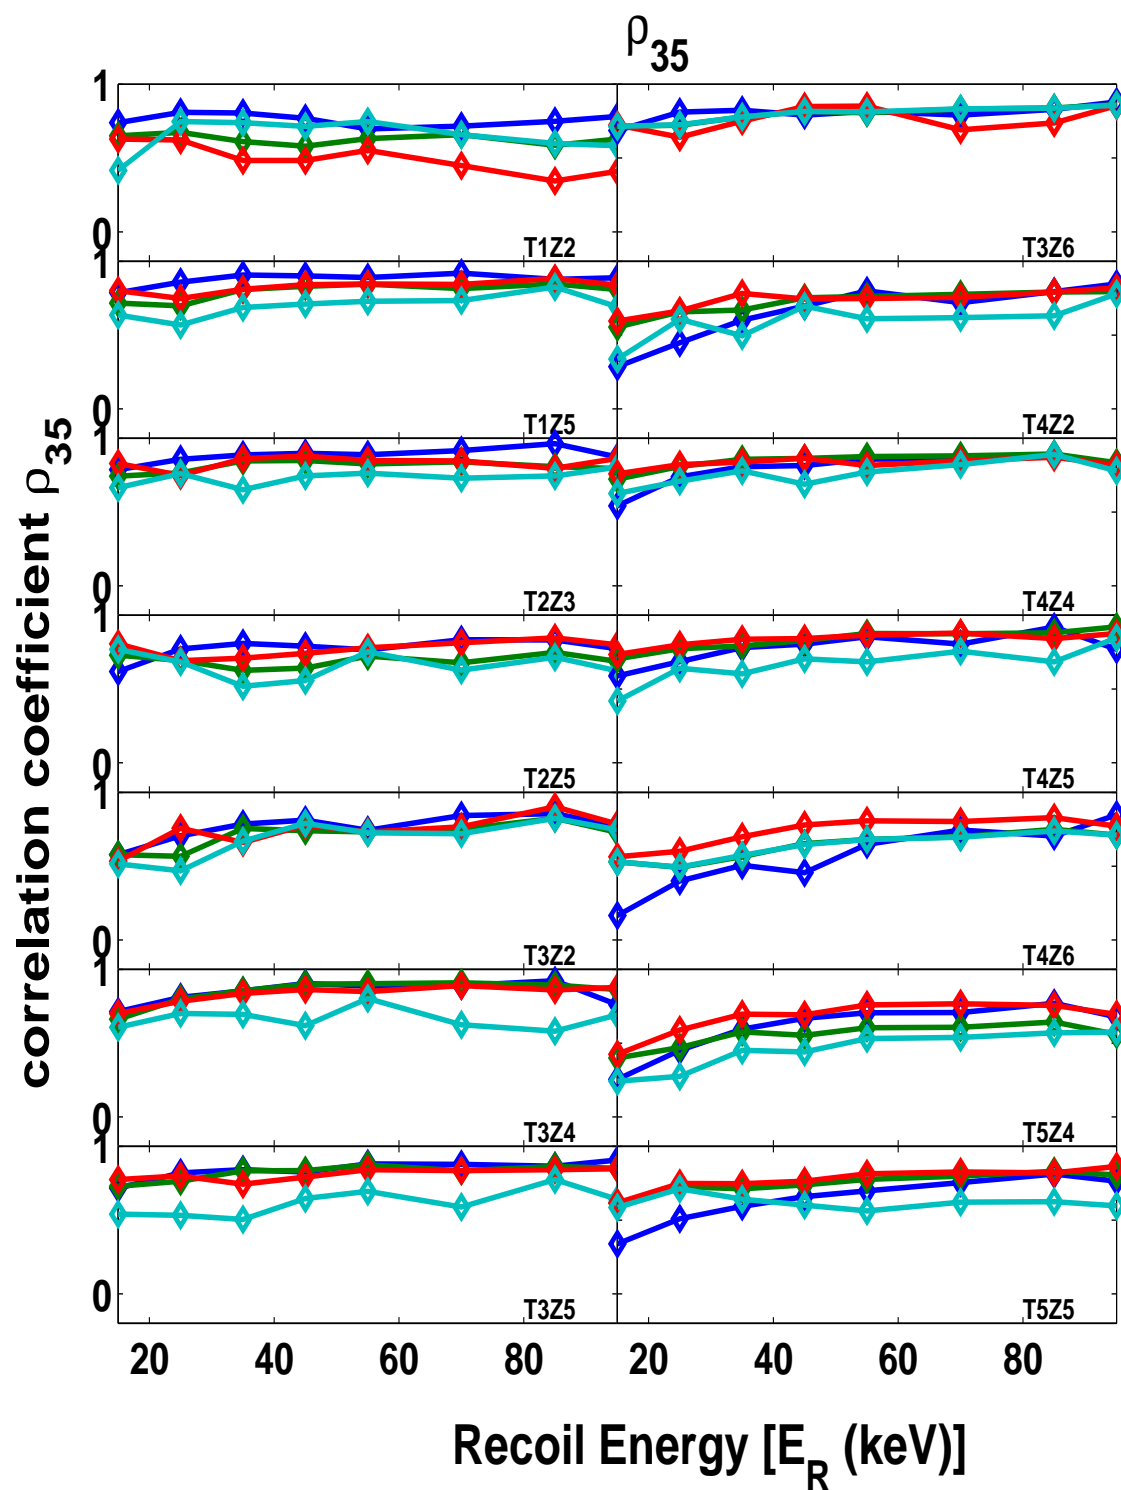 ρ35
1
0
T1Z2
T3Z6
1
0
T1Z5
T4Z2
1
0
T2Z3
T4Z4
1
0
T2Z5
T4Z5
1
0
T3Z2
T4Z6
1
0
T3Z4
T5Z4
1
0
T3Z5
T5Z5
20 40 60 80 20 40 60 80
correlation coefficient ρ35
Recoil Energy [ER (keV)]